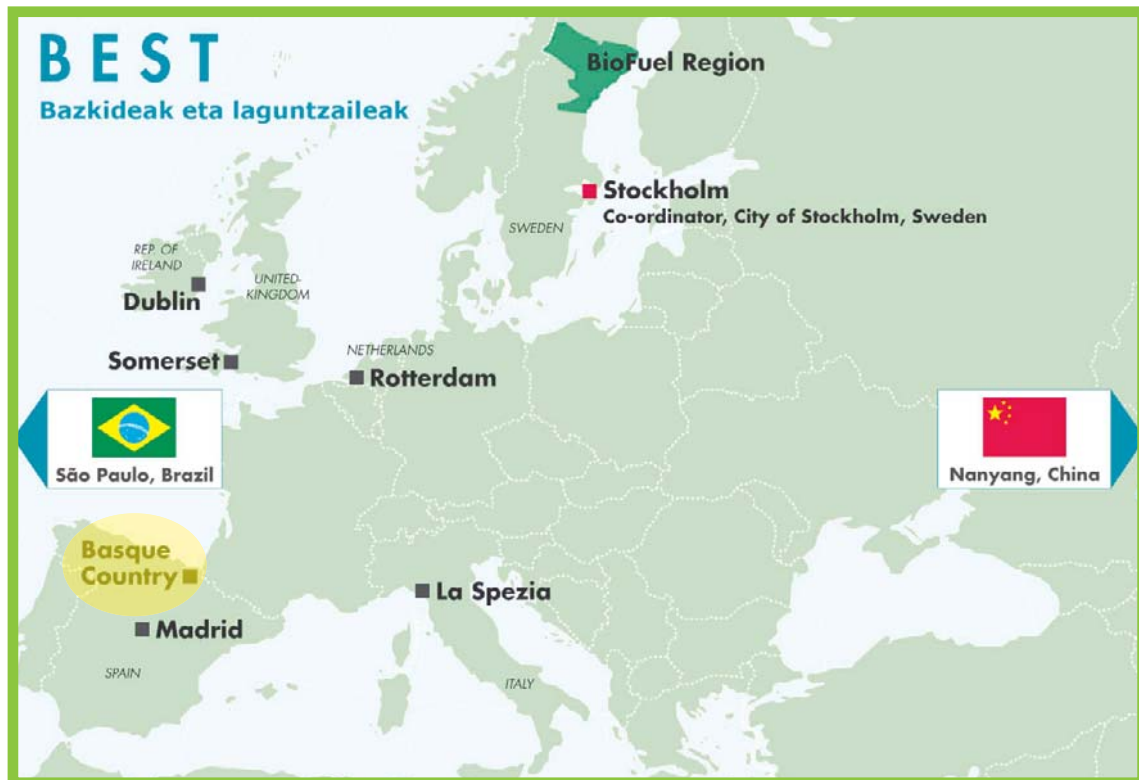 BEST
Bazkideak eta laguntzaileak
BioFuel Region
Stockholm
Co-ordinator, City of Stockholm, Sweden
SWEDEN
REP. OF
IRELAND
UNITED-
KINGDOM
Dublin
Somerset
NETHERLANDS
Rotterdam
São Paulo, Brazil
Nanyang, China
Basque
Country
La Spezia
Madrid
SPAIN
ITALY